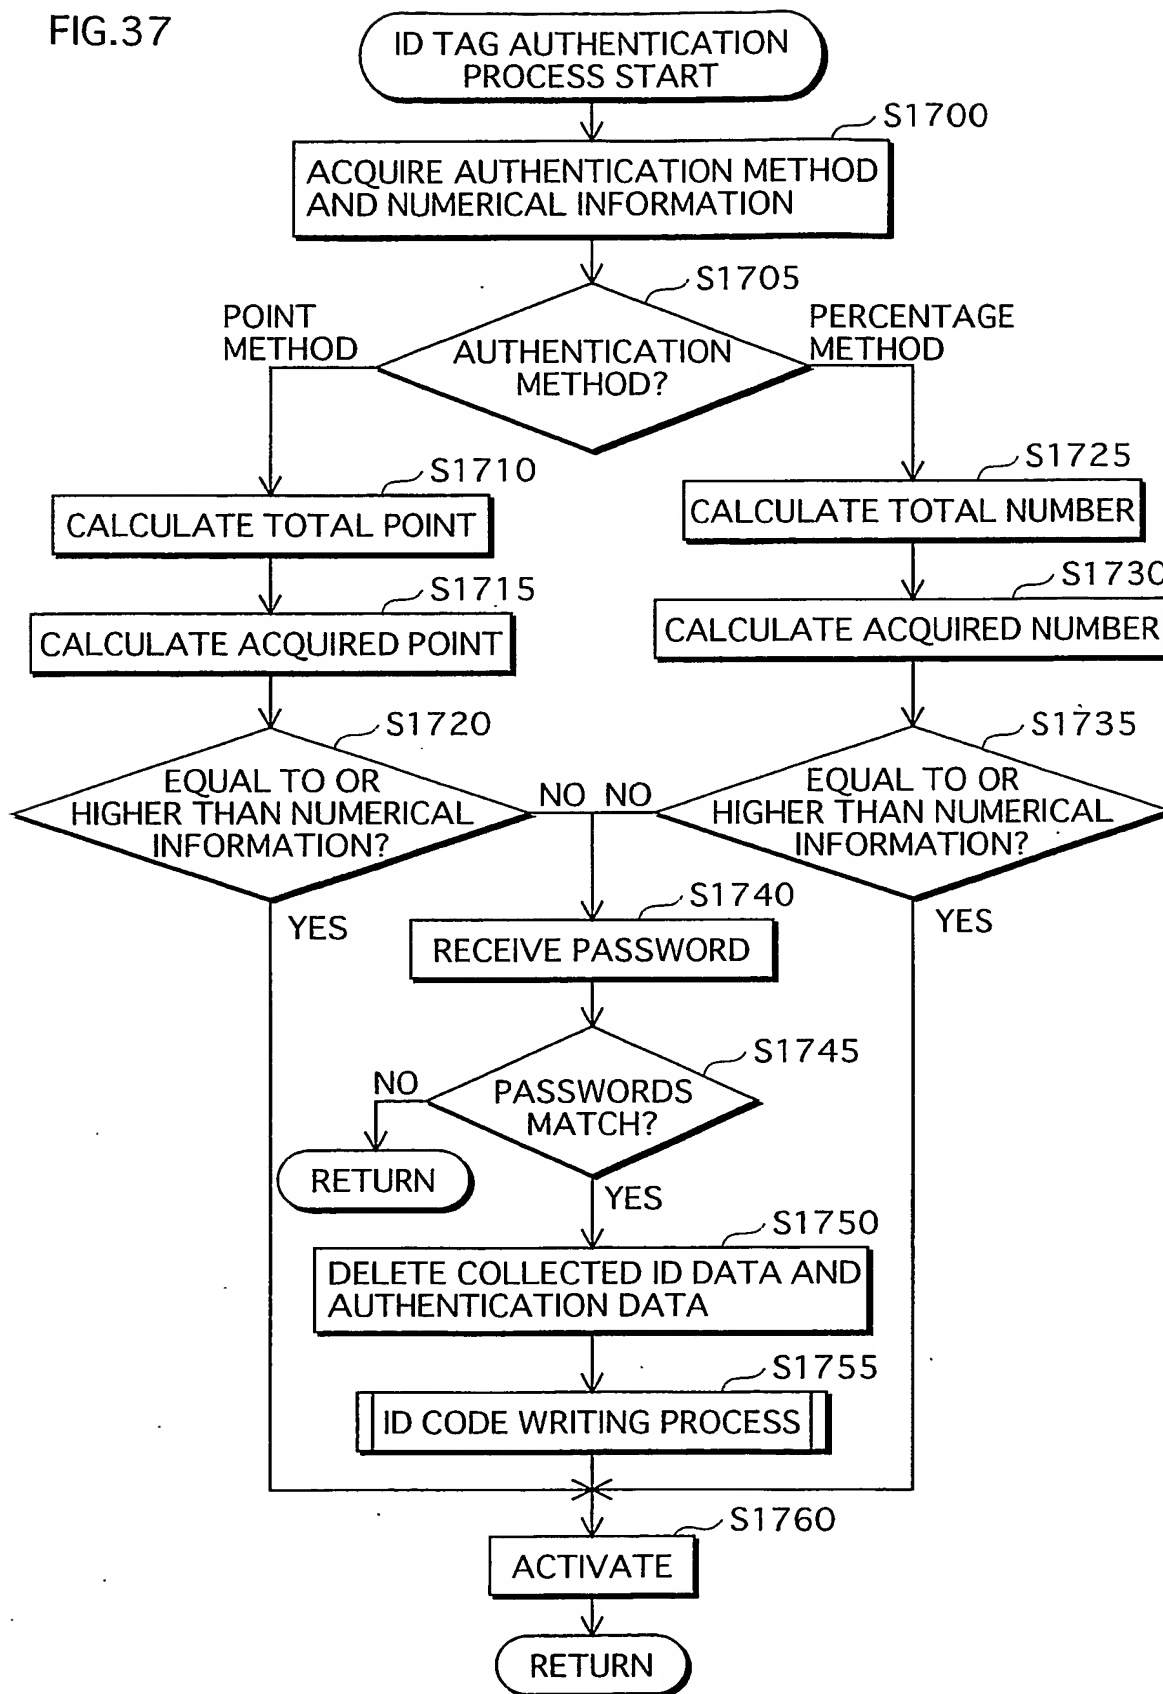 FIG.37
ID TAG AUTHENTICATION
PROCESS START
S1700
ACQUIRE AUTHENTICATION METHOD
AND NUMERICAL INFORMATION
S1705
POINT
METHOD
PERCENTAGE
METHOD
AUTHENTICATION
METHOD?
S1710
CALCULATE TOTAL POINT
S1725
CALCULATE TOTAL NUMBER
S1715
CALCULATE ACQUIRED POINT
S1730
CALCULATE ACQUIRED NUMBER
S1720
EQUAL TO OR
HIGHER THAN NUMERICAL
INFORMATION?
NO NO
S1735
EQUAL TO OR
HIGHER THAN NUMERICAL
INFORMATION?
YES
YES
S1740
RECEIVE PASSWORD
S1745
NO
PASSWORDS
MATCH?
RETURN
YES
S1750
DELETE COLLECTED ID DATA AND
AUTHENTICATION DATA
S1755
ID CODE WRITING PROCESS
S1760
ACTIVATE
RETURN